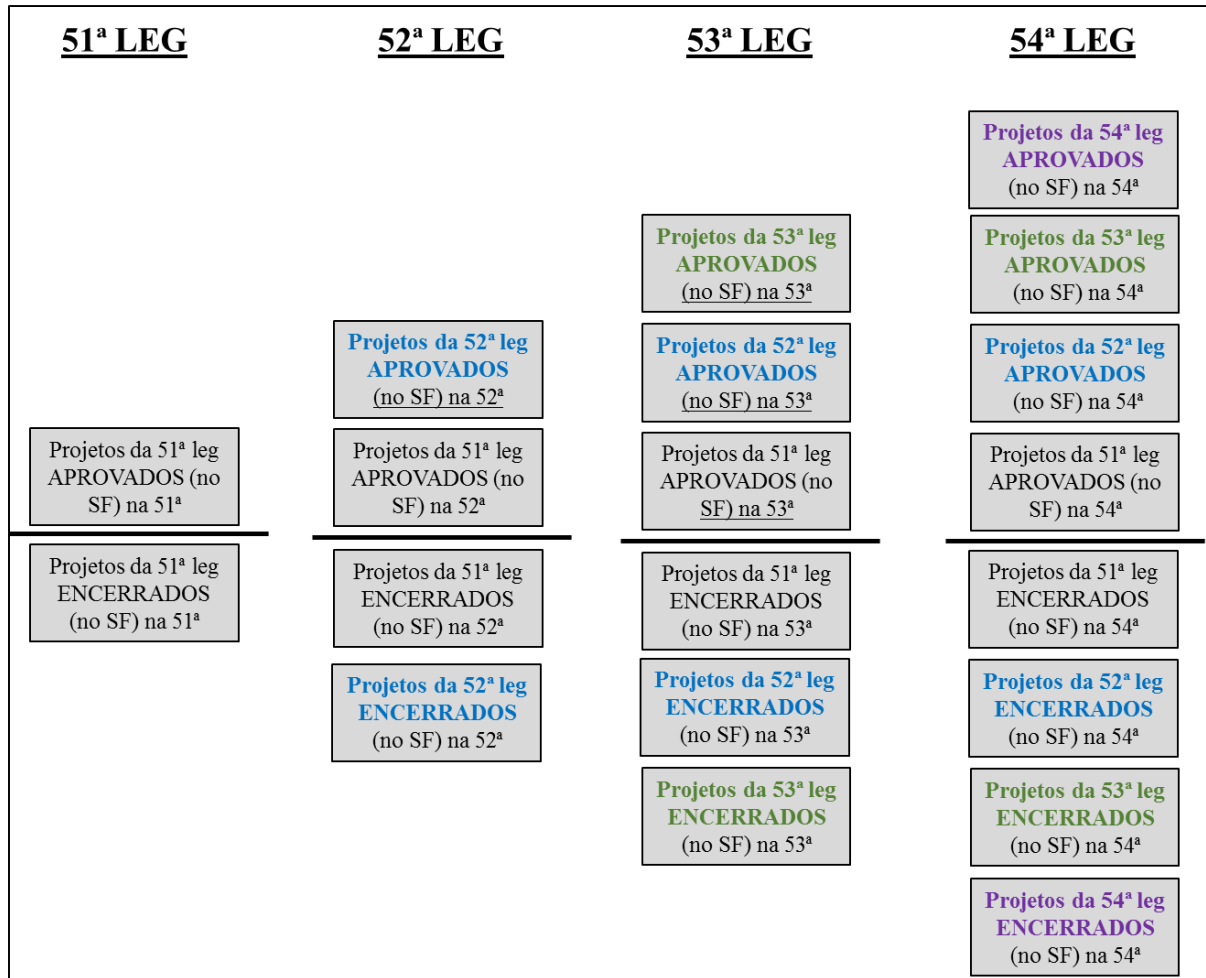 51ª LEG
52ª LEG
53ª LEG
54ª LEG
Projetos da 51ª leg
APROVADOS (no
SF) na 51ª
Projetos da 51ª leg
ENCERRADOS
(no SF) na 51ª
Projetos da 52ª leg
APROVADOS
(no SF) na 52ª
Projetos da 51ª leg
APROVADOS (no
SF) na 52ª
Projetos da 51ª leg
ENCERRADOS
(no SF) na 52ª
Projetos da 52ª leg
ENCERRADOS
(no SF) na 52ª
Projetos da 53ª leg
APROVADOS
(no SF) na 53ª
Projetos da 52ª leg
APROVADOS
(no SF) na 53ª
Projetos da 51ª leg
APROVADOS (no
SF) na 53ª
Projetos da 51ª leg
ENCERRADOS
(no SF) na 53ª
Projetos da 52ª leg
ENCERRADOS
(no SF) na 53ª
Projetos da 53ª leg
ENCERRADOS
(no SF) na 53ª
Projetos da 54ª leg
APROVADOS
(no SF) na 54ª
Projetos da 53ª leg
APROVADOS
(no SF) na 54ª
Projetos da 52ª leg
APROVADOS
(no SF) na 54ª
Projetos da 51ª leg
APROVADOS (no
SF) na 54ª
Projetos da 51ª leg
ENCERRADOS
(no SF) na 54ª
Projetos da 52ª leg
ENCERRADOS
(no SF) na 54ª
Projetos da 53ª leg
ENCERRADOS
(no SF) na 54ª
Projetos da 54ª leg
ENCERRADOS
(no SF) na 54ª